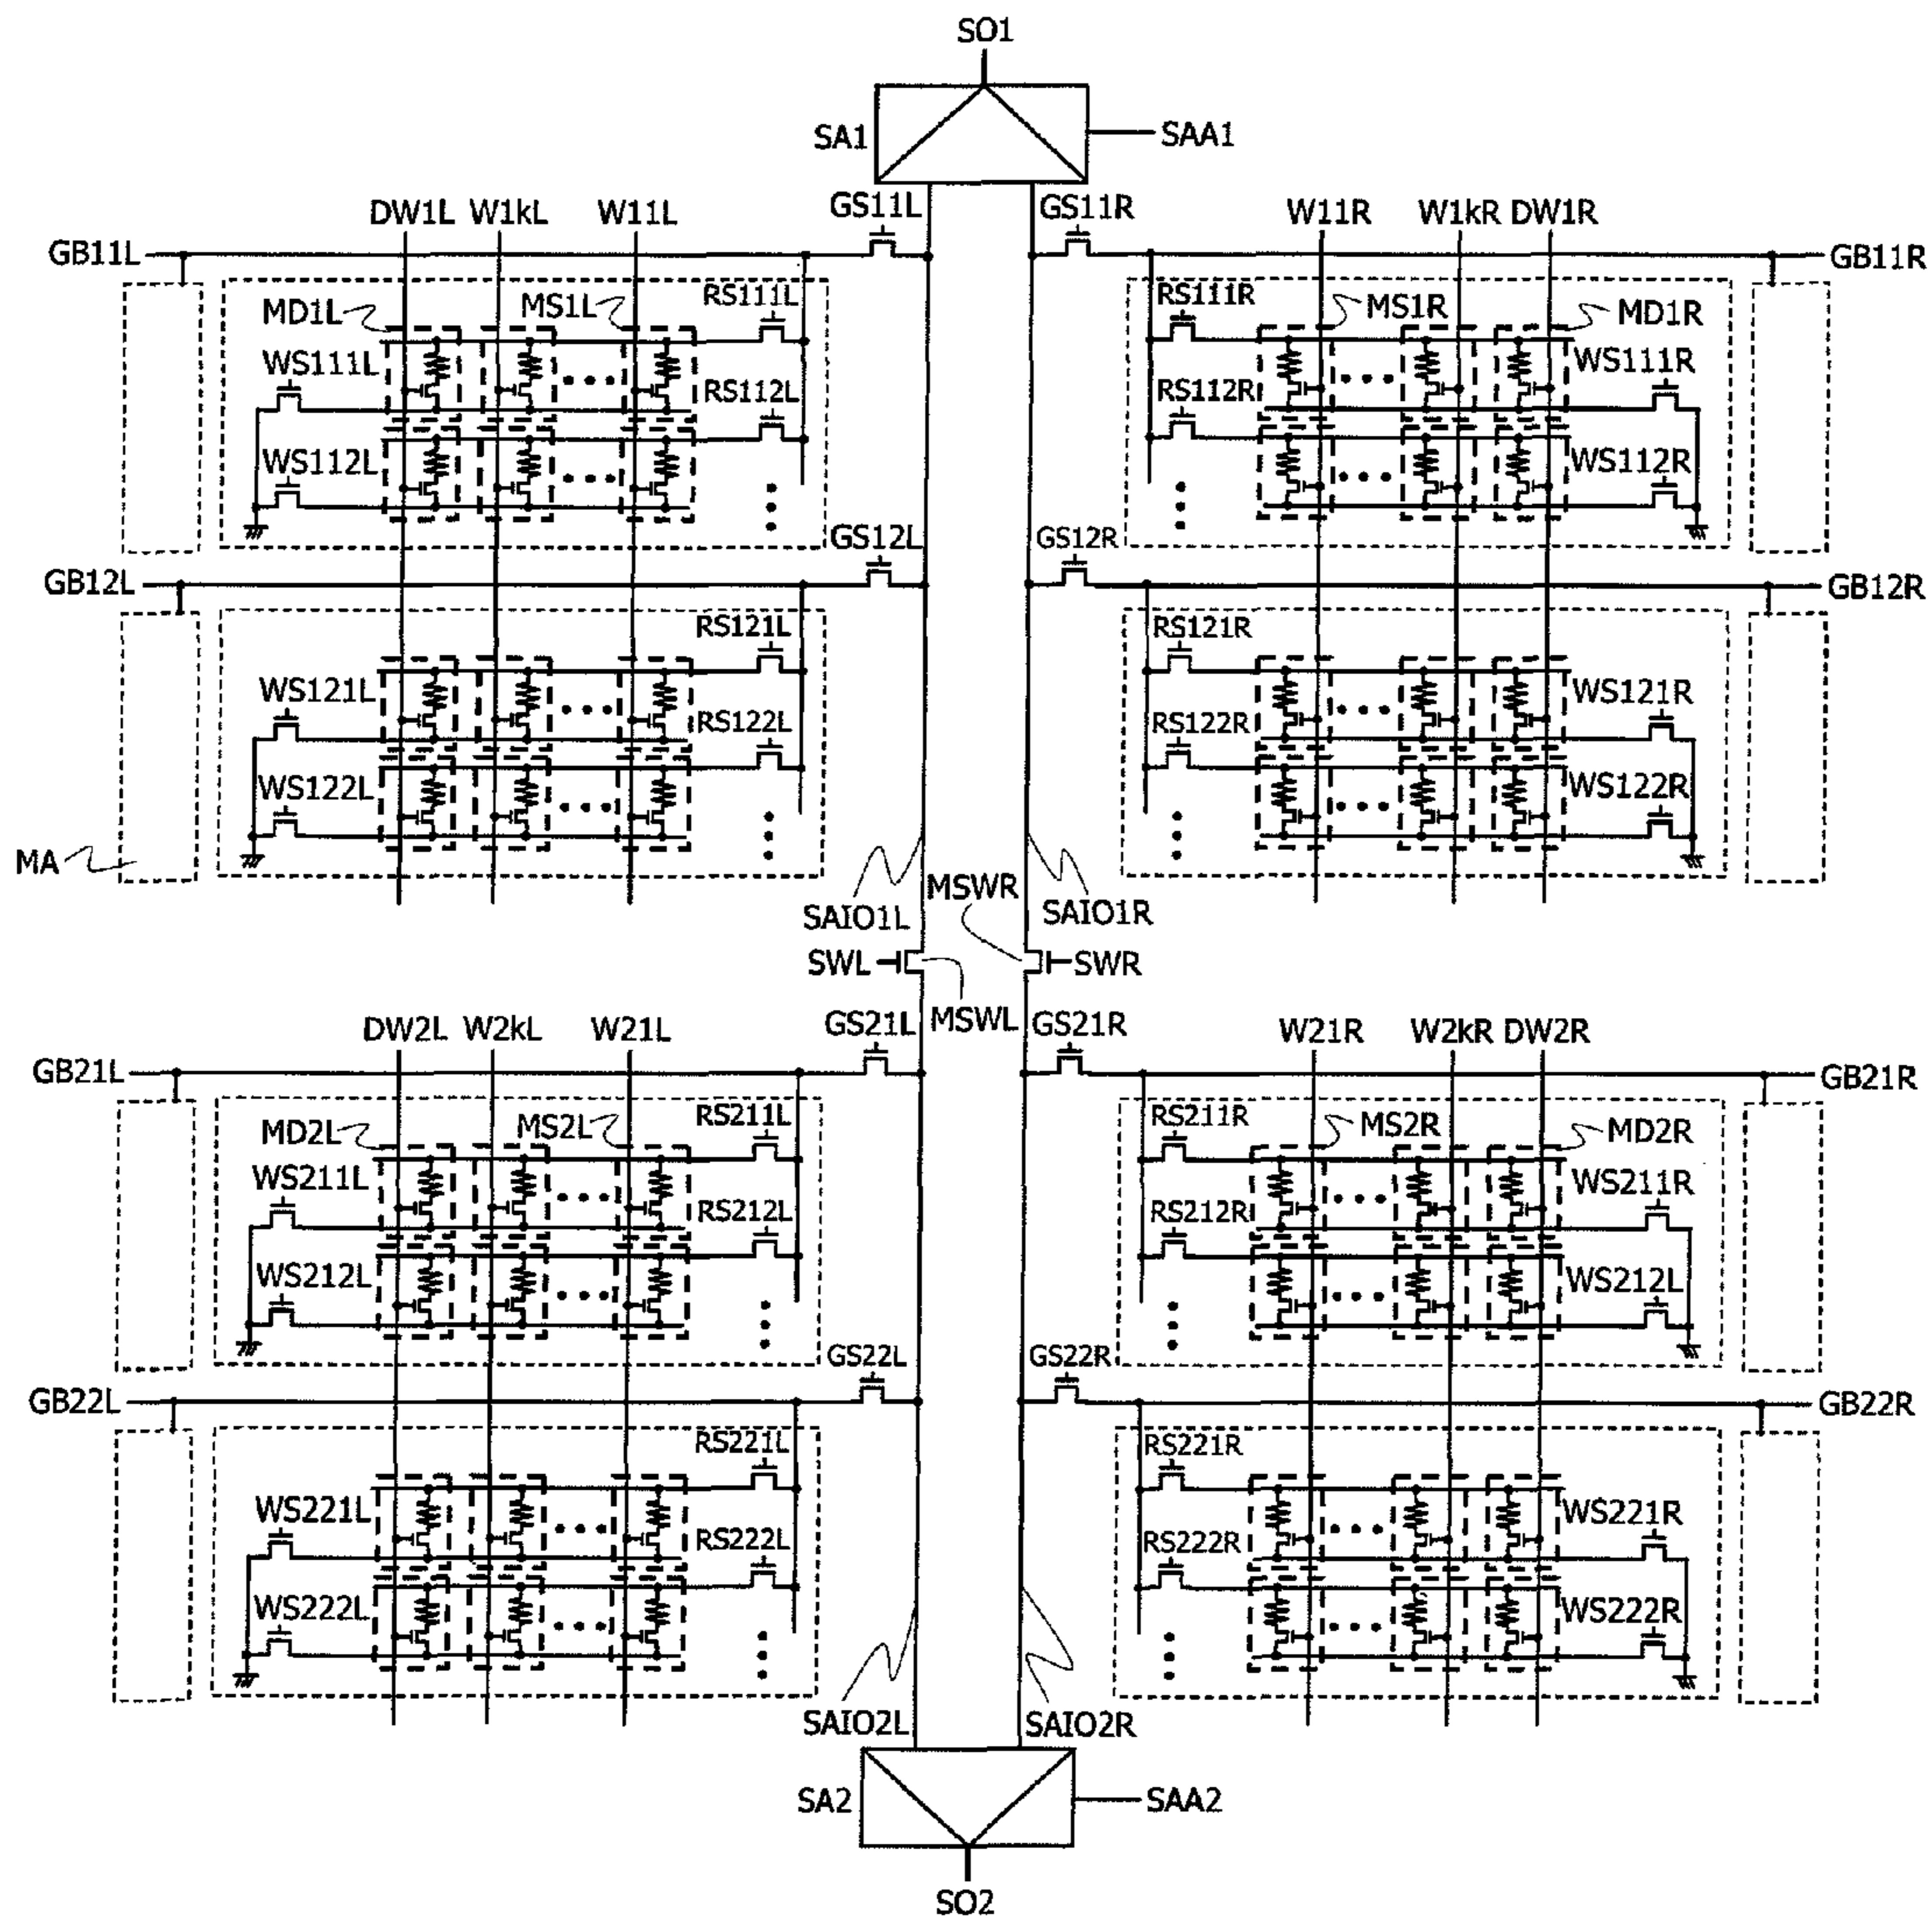 SO1
SA1
SAA1
DW1L W1kL W11L GS11L GS11R W11R W1kR DW1R
GB11L
GB11R
MD1L MS1L RS111L RS111R MS1R MD1R
WS111L RS112L RS112R WS111R
WS112L WS112R
GS12L GS12R
GB12L GB12R
RS121L RS121R
WS121L RS122L RS122R WS121R
WS122L WS122R
MA
MSWR
SAIO1L SAIO1R
SWL SWR
DW2L W2kL W21L GS21L MSWL GS21R W21R W2kR DW2R
GB21L GB21R
MD2L MS2L RS211L RS211R MS2R MD2R
WS211L RS212L RS212R WS211R
WS212L WS212L
GS22L GS22R
GB22L GB22R
RS221L RS221R
WS221L RS222L RS222R WS221R
WS222L WS222R
SAIO2L SAIO2R
SA2 SAA2
SO2